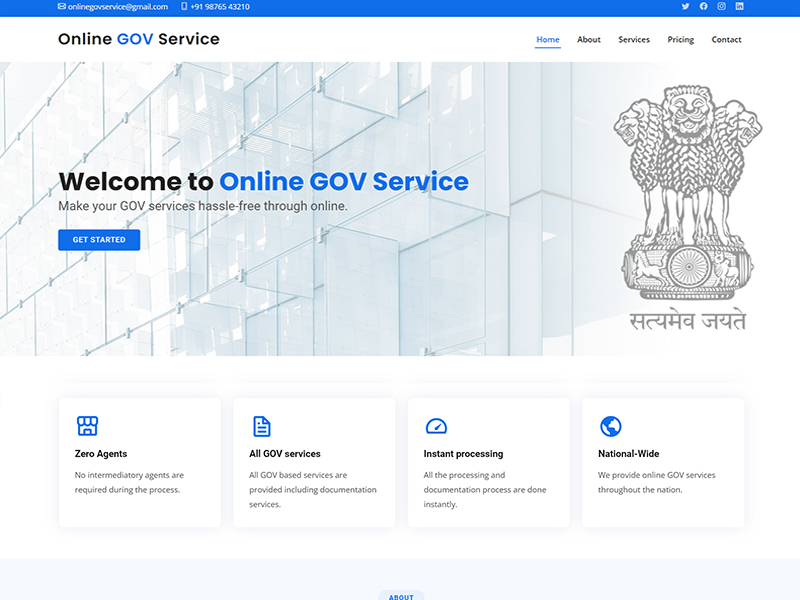 onlinegovservice@gmail.com +91 98765 43210
Online GOV Service
Home About Services Pricing Contact
Welcome to Online GOV Service
Make your GOV services hassle-free through online.
GET STARTED
सत्यमेव जयते
Zero Agents
No intermediatory agents are
required during the process.
All GOV services
All GOV based services are
provided including documentation
services.
Instant processing
All the processing and
documentation process are done
instantly.
National-Wide
We provide online GOV services
throughout the nation.
ABOUT